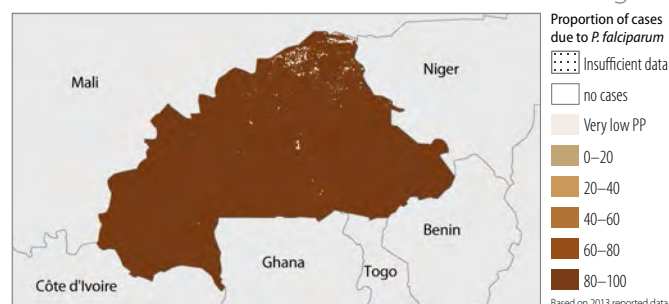 Proportion of cases
due to P. falciparum
Insufficient data
no cases
Very low PP
0–20
20–40
40–60
60–80
80–100
Based on 2013 reported data
Mali
Niger
Benin
Ghana
Togo
Côte d'Ivoire